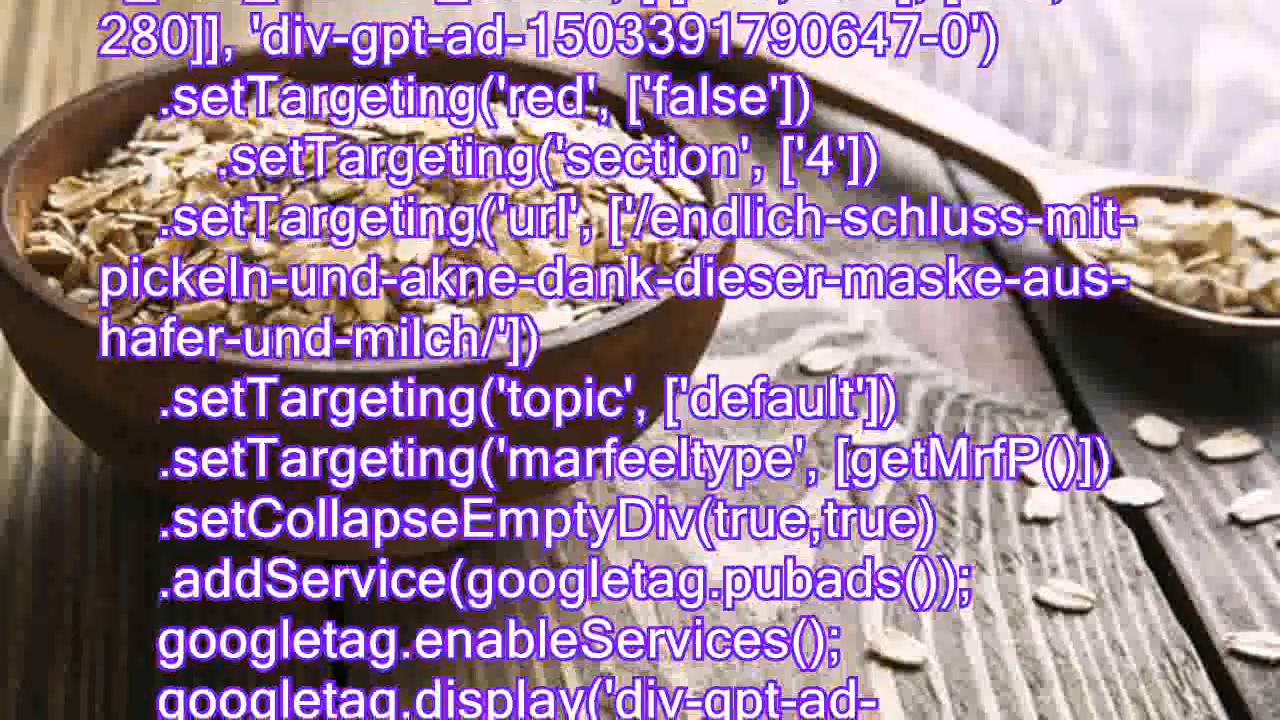 280]], 'div-gpt-ad-1503391790647-0')
.setTargeting('red', ['false'])
.setTargeting('section', ['4'])
.setTargeting('url', ['/endlich-schluss-mit-
pickeln-und-akne-dank-dieser-maske-aus-
hafer-und-milch/'])
.setTargeting('topic', ['default'])
.setTargeting('marfeeltype', [getMrfP()])
.setCollapseEmptyDiv(true,true)
.addService(googletag.pubads());
googletag.enableServices();
googletag.display('div-gpt-ad-